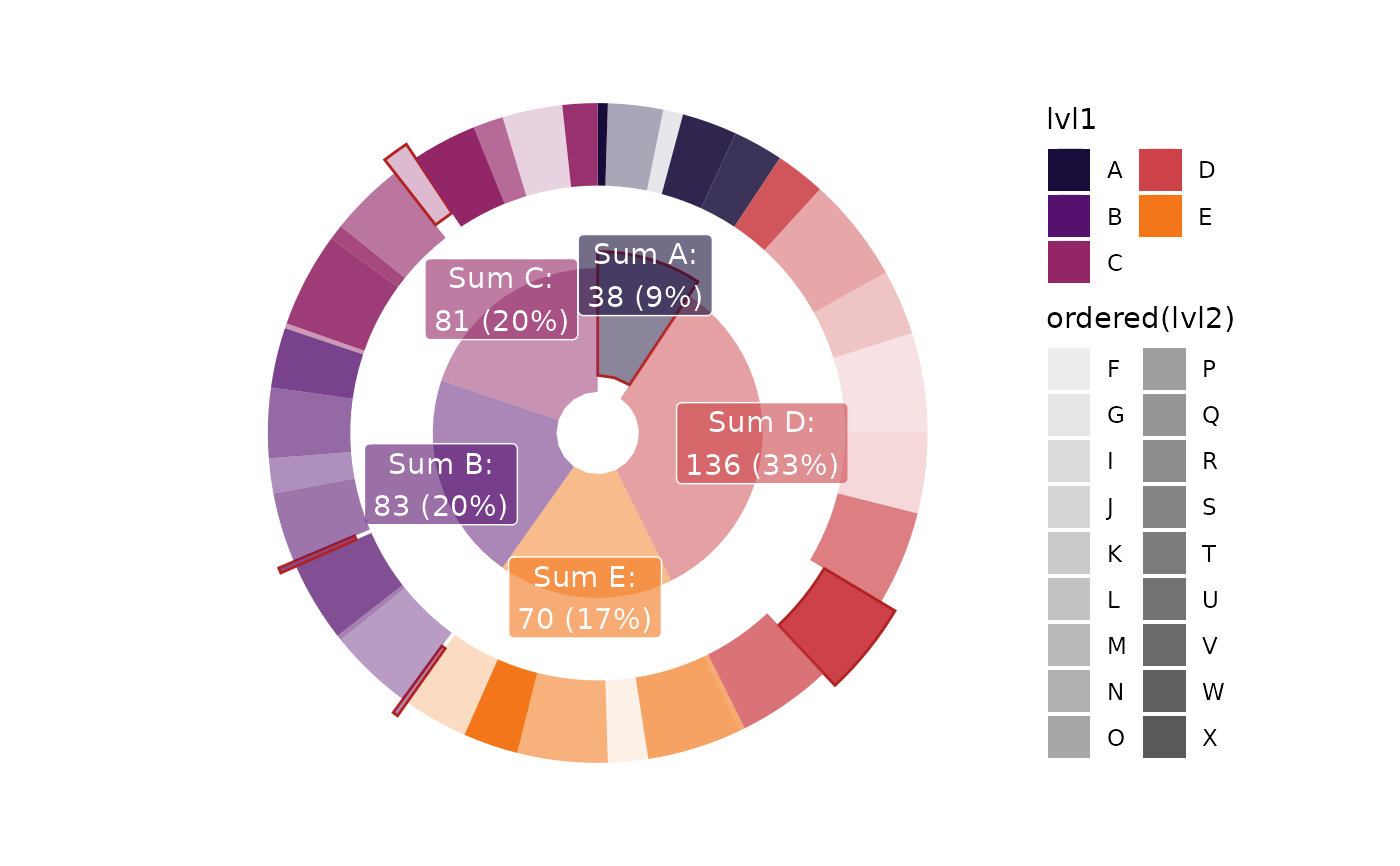 Sum A:
38 (9%)
Sum C:
81 (20%)
Sum D:
136 (33%)
Sum B:
83 (20%)
Sum E:
70 (17%)
lvl1
A D
B E
C
ordered(lvl2)
F P
G Q
I R
J S
K T
L U
M V
N W
O X